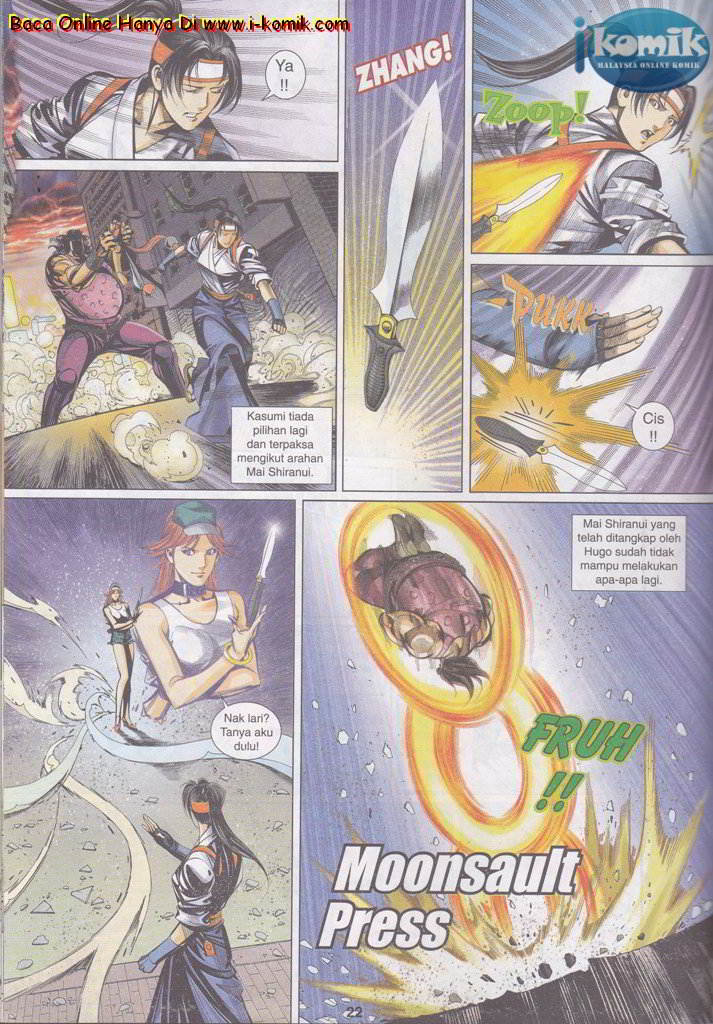 Baca Online Hanya Di www.i-komik.com
ikomik
MALAYSIA ONLINE KOMIK
Ya
!!
ZHANG!
Zoop!
Kasumi tiada
pilihan lagi
dan terpaksa
mengikut arahan
Mai Shiranui.
PUKK
Cis
!!
Nak lari?
Tanya aku
dulu!
Mai Shiranui yang
telah ditangkap oleh
Hugo sudah tidak
mampu melakukan
apa-apa lagi.
FRUH
!!
Moonsault
Press
22